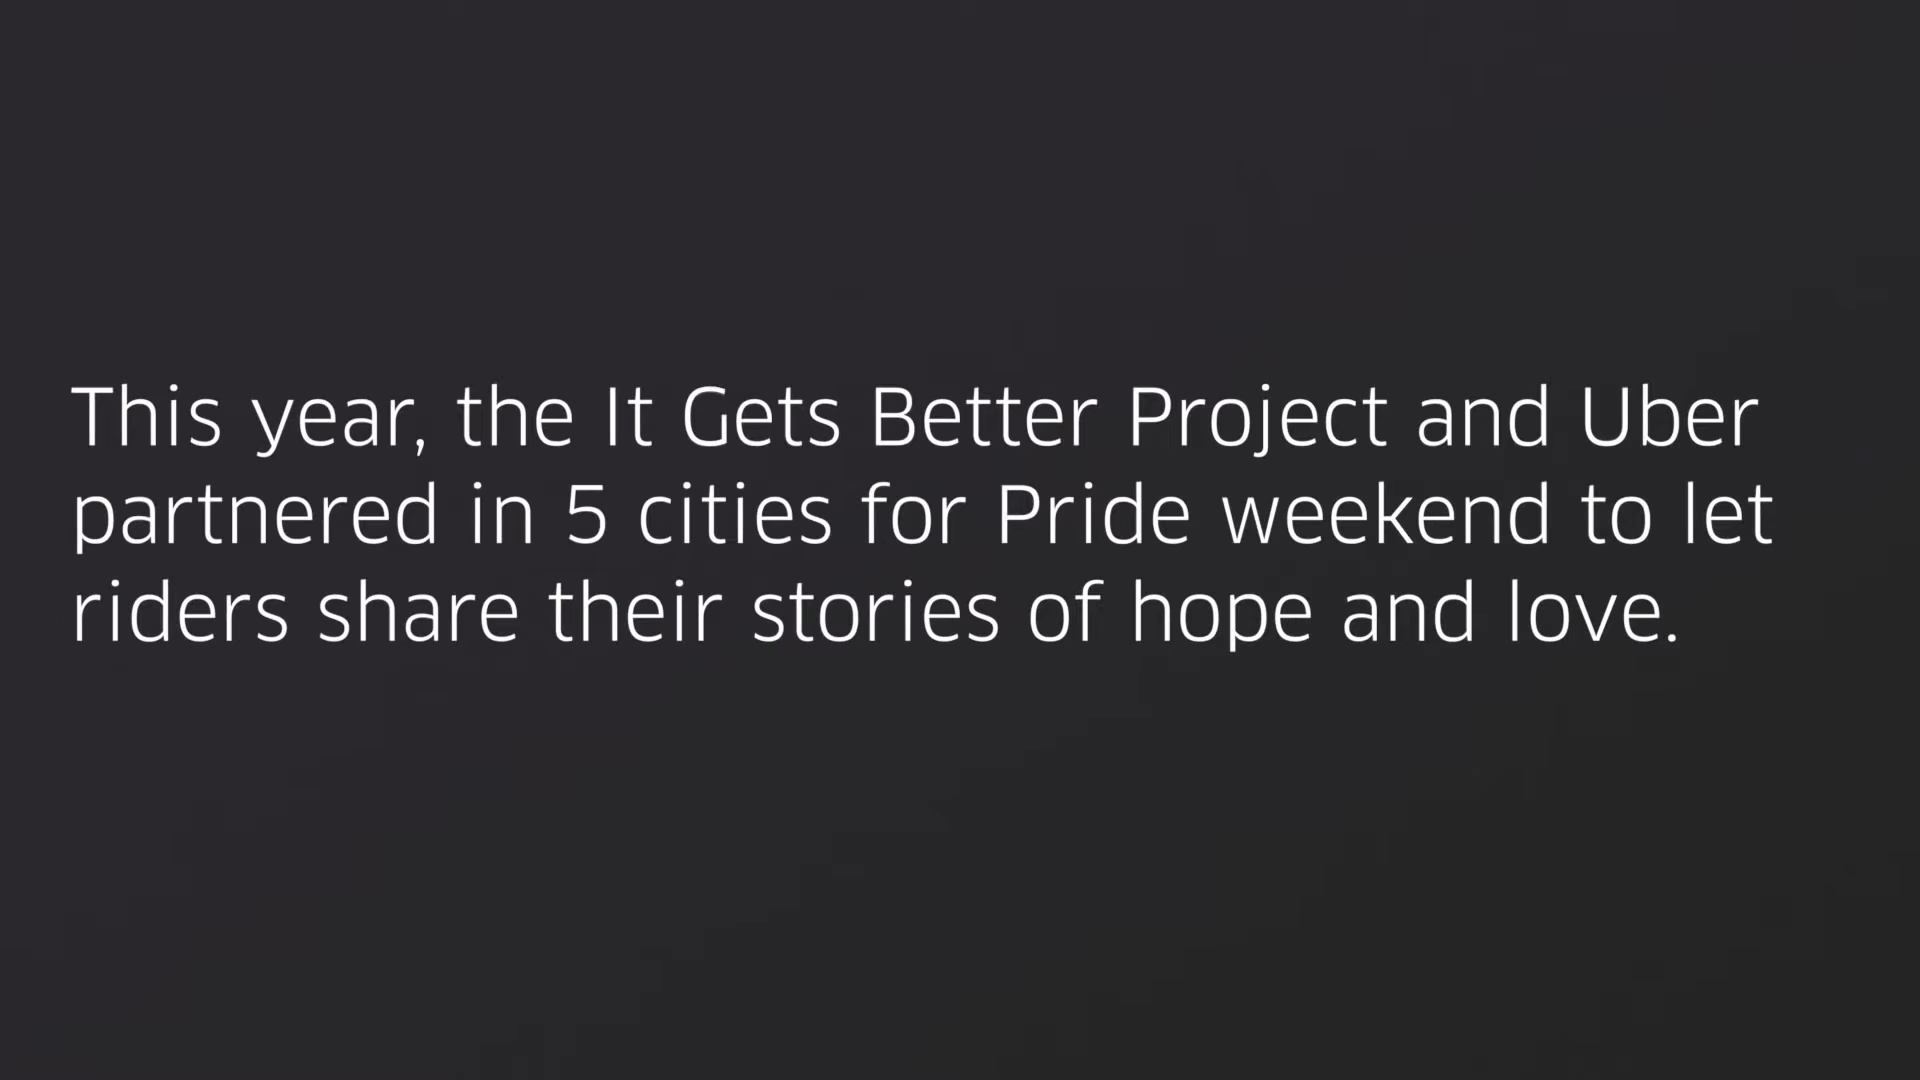 This year, the It Gets Better Project and Uber
partnered in 5 cities for Pride weekend to let
riders share their stories of hope and love.